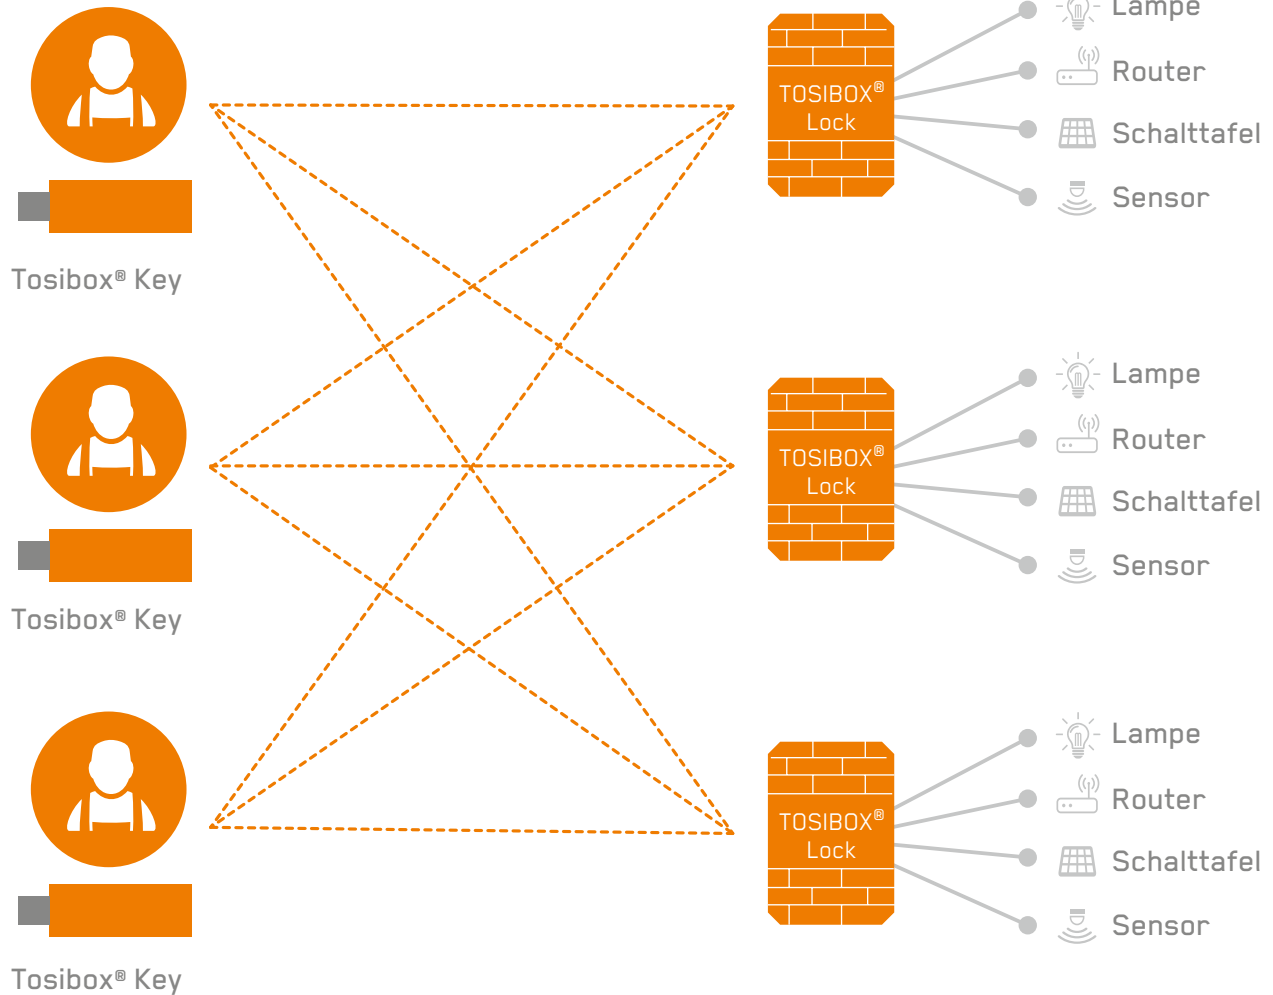 Tosibox® Key
TOSIBOX®
Lock
Lampe
Router
Schalttafel
Sensor
Tosibox® Key
TOSIBOX®
Lock
Lampe
Router
Schalttafel
Sensor
Tosibox® Key
TOSIBOX®
Lock
Lampe
Router
Schalttafel
Sensor